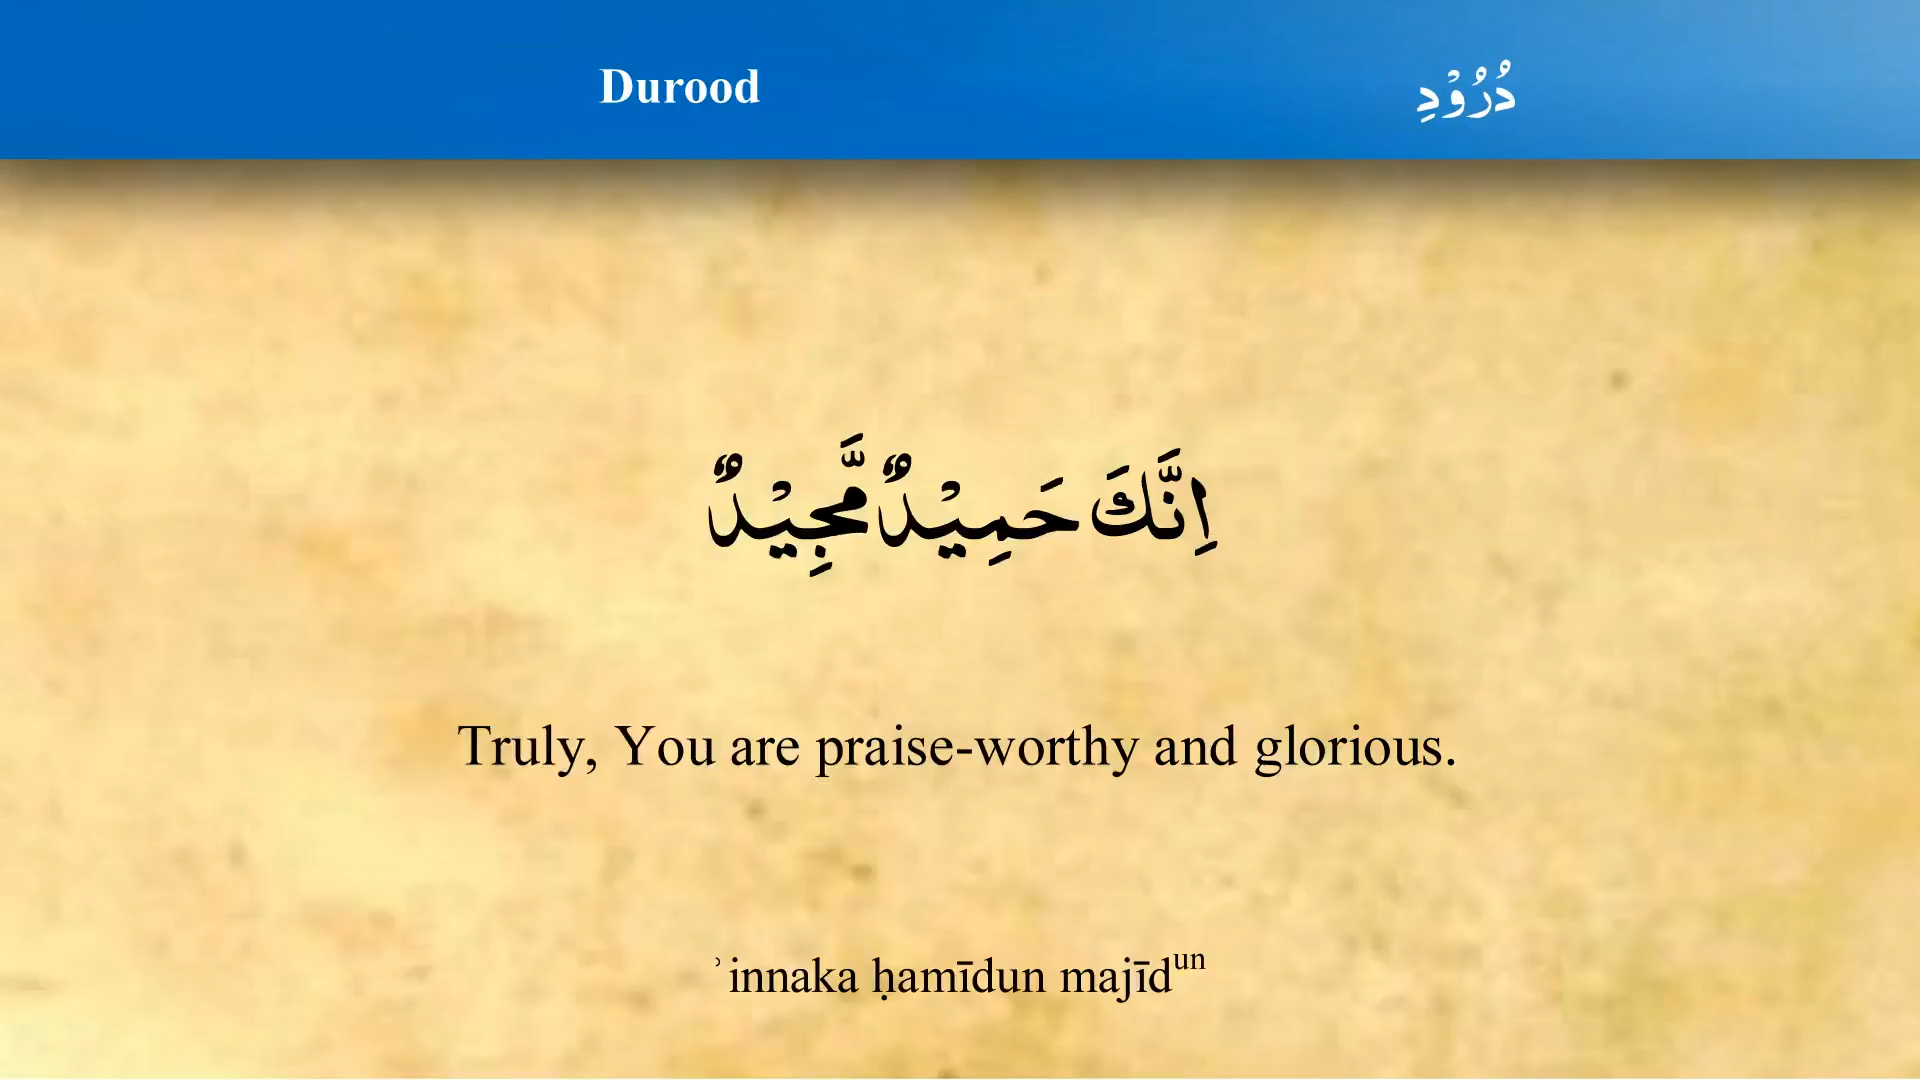 Durood دُرُوْدِ
اِنَّكَ حَمِيْدٌ مَّجِيْدٌ
Truly, You are praise-worthy and glorious.
ʾinnaka ḥamīdun majīdᵘⁿ